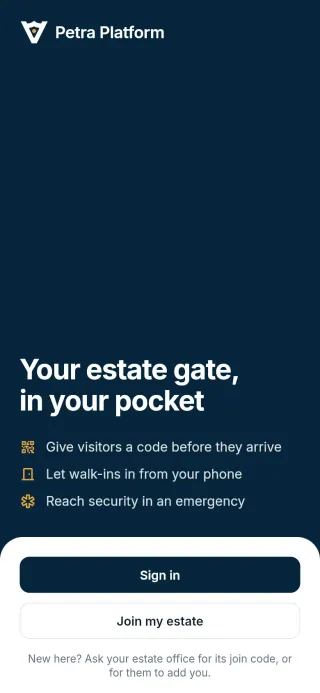 Petra Platform
Your estate gate,
in your pocket
Give visitors a code before they arrive
Let walk-ins in from your phone
Reach security in an emergency
Sign in
Join my estate
New here? Ask your estate office for its join code, or
for them to add you.